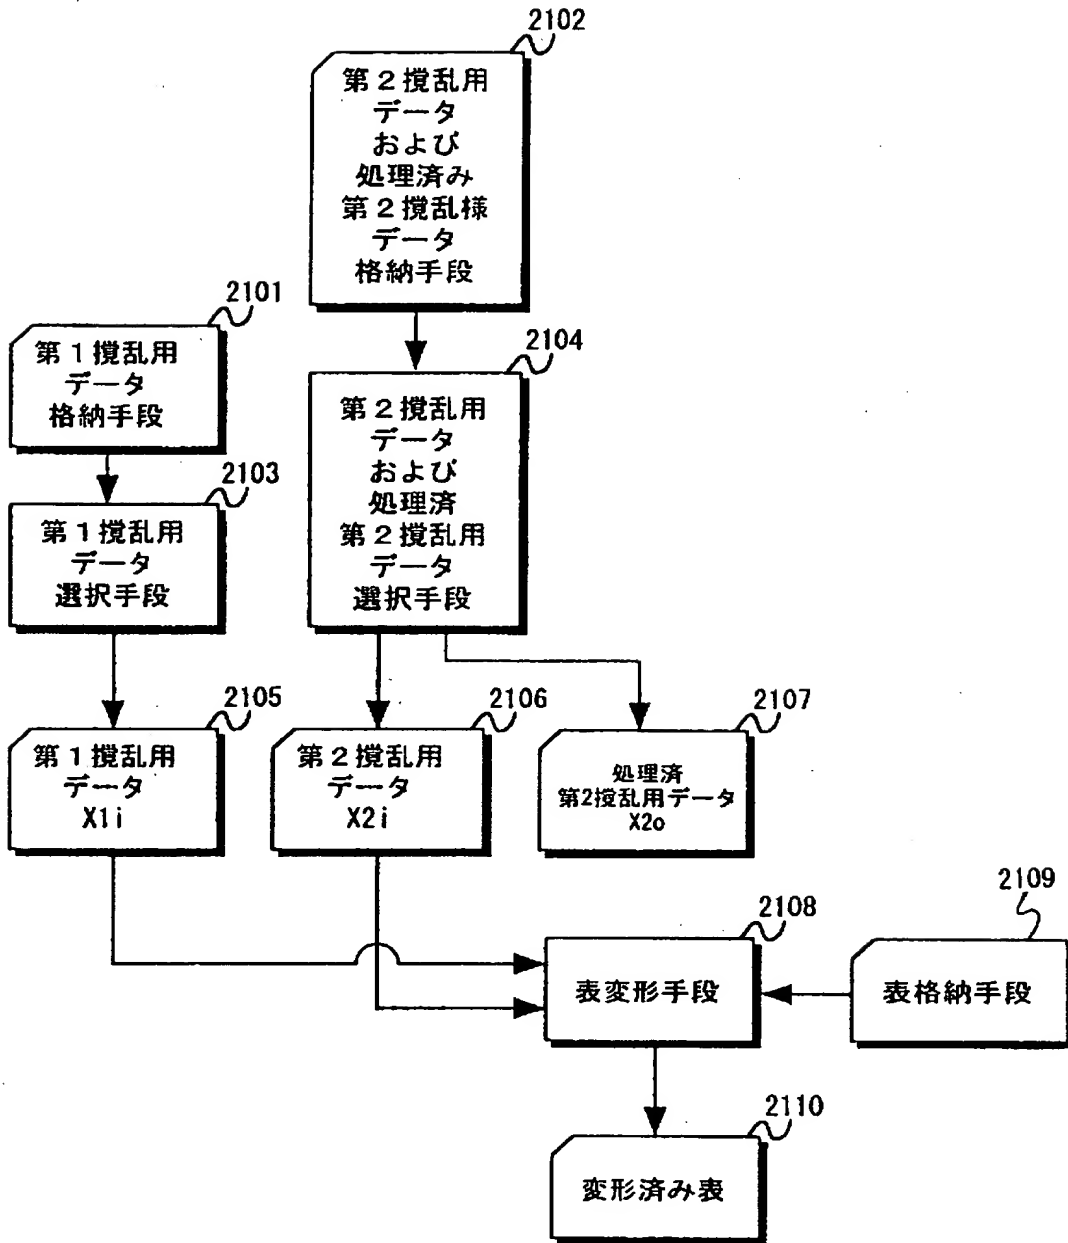 2102
第２撹乱用
データ
および
処理済み
第２撹乱様
データ
格納手段
2101
第１撹乱用
データ
格納手段
2104
第２撹乱用
データ
および
処理済
第２撹乱用
データ
選択手段
2103
第１撹乱用
データ
選択手段
2105
第１撹乱用
データ
X1i
2106
第２撹乱用
データ
X2i
2107
処理済
第2撹乱用データ
X2o
2108
表変形手段
2109
表格納手段
2110
変形済み表